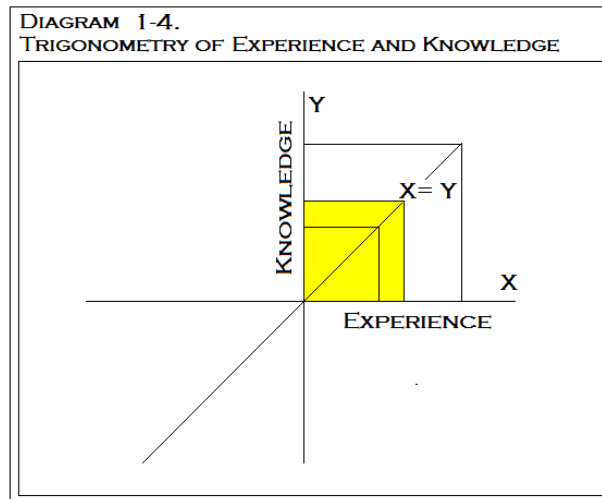 Diagram 1-4.
Trigonometry of Experience and Knowledge
Y
Knowledge
X= Y
X
Experience